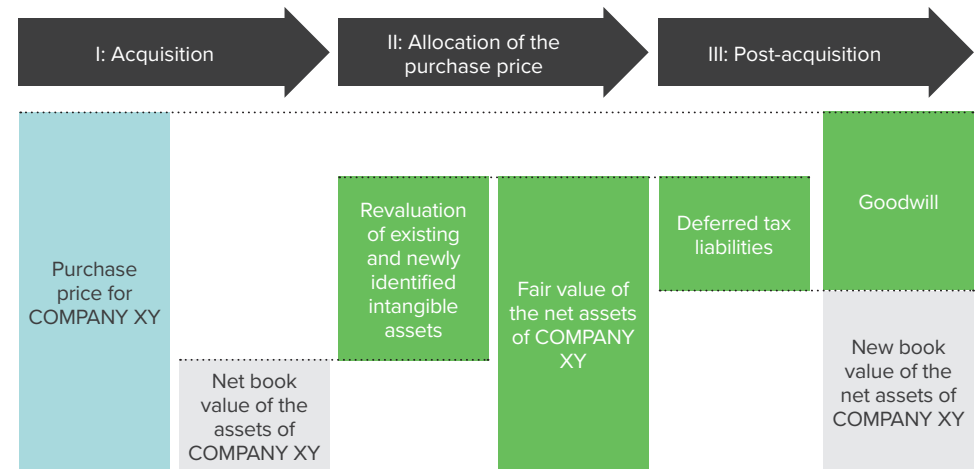 I: Acquisition
II: Allocation of the
purchase price
III: Post-acquisition
Purchase
price for
COMPANY XY
Net book
value of the
assets of
COMPANY XY
Revaluation
of existing
and newly
identified
intangible
assets
Fair value of
the net assets
of COMPANY
XY
Deferred tax
liabilities
Goodwill
New book
value of the
net assets of
COMPANY XY